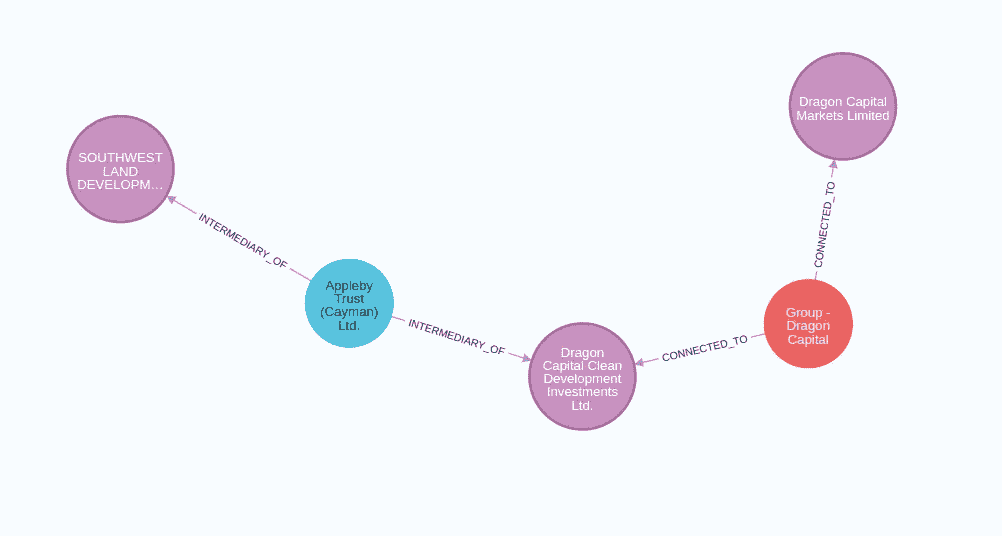 Dragon Capital
Markets Limited
SOUTHWEST
LAND
DEVELOPM...
INTERMEDIARY_OF
CONNECTED_TO
Appleby
Trust
(Cayman)
Ltd.
INTERMEDIARY_OF
Dragon
Capital Clean
Development
Investments
Ltd.
CONNECTED_TO
Group -
Dragon
Capital